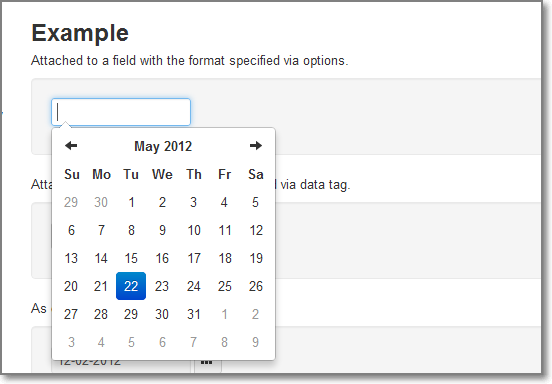 Example
Attached to a field with the format specified via options.
May 2012
Su Mo Tu We Th Fr Sa
29 30 1 2 3 4 5
6 7 8 9 10 11 12
13 14 15 16 17 18 19
20 21 22 23 24 25 26
27 28 29 30 31 1 2
3 4 5 6 7 8 9
via data tag.
As
12-02-2012